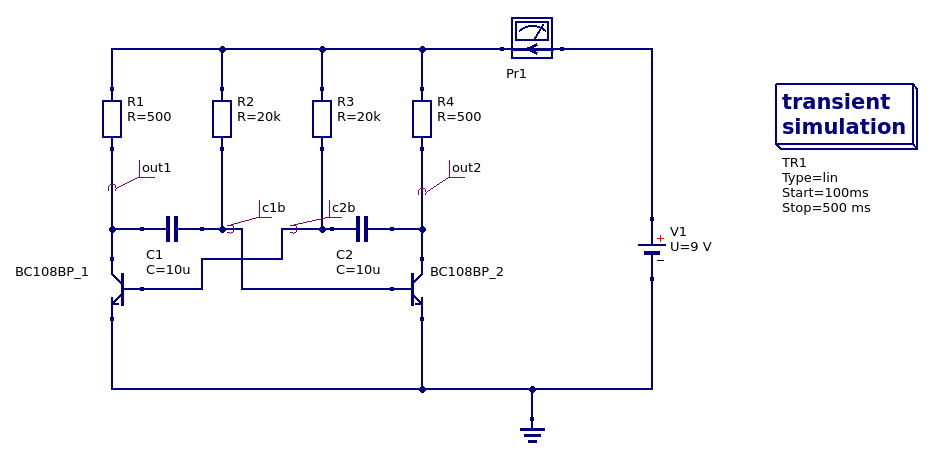 Pr1
R1
R=500
R2
R=20k
R3
R=20k
R4
R=500
out1
out2
c1b
c2b
C1
C=10u
C2
C=10u
BC108BP_1
BC108BP_2
+
V1
U=9 V
−
transient
simulation
TR1
Type=lin
Start=100ms
Stop=500 ms